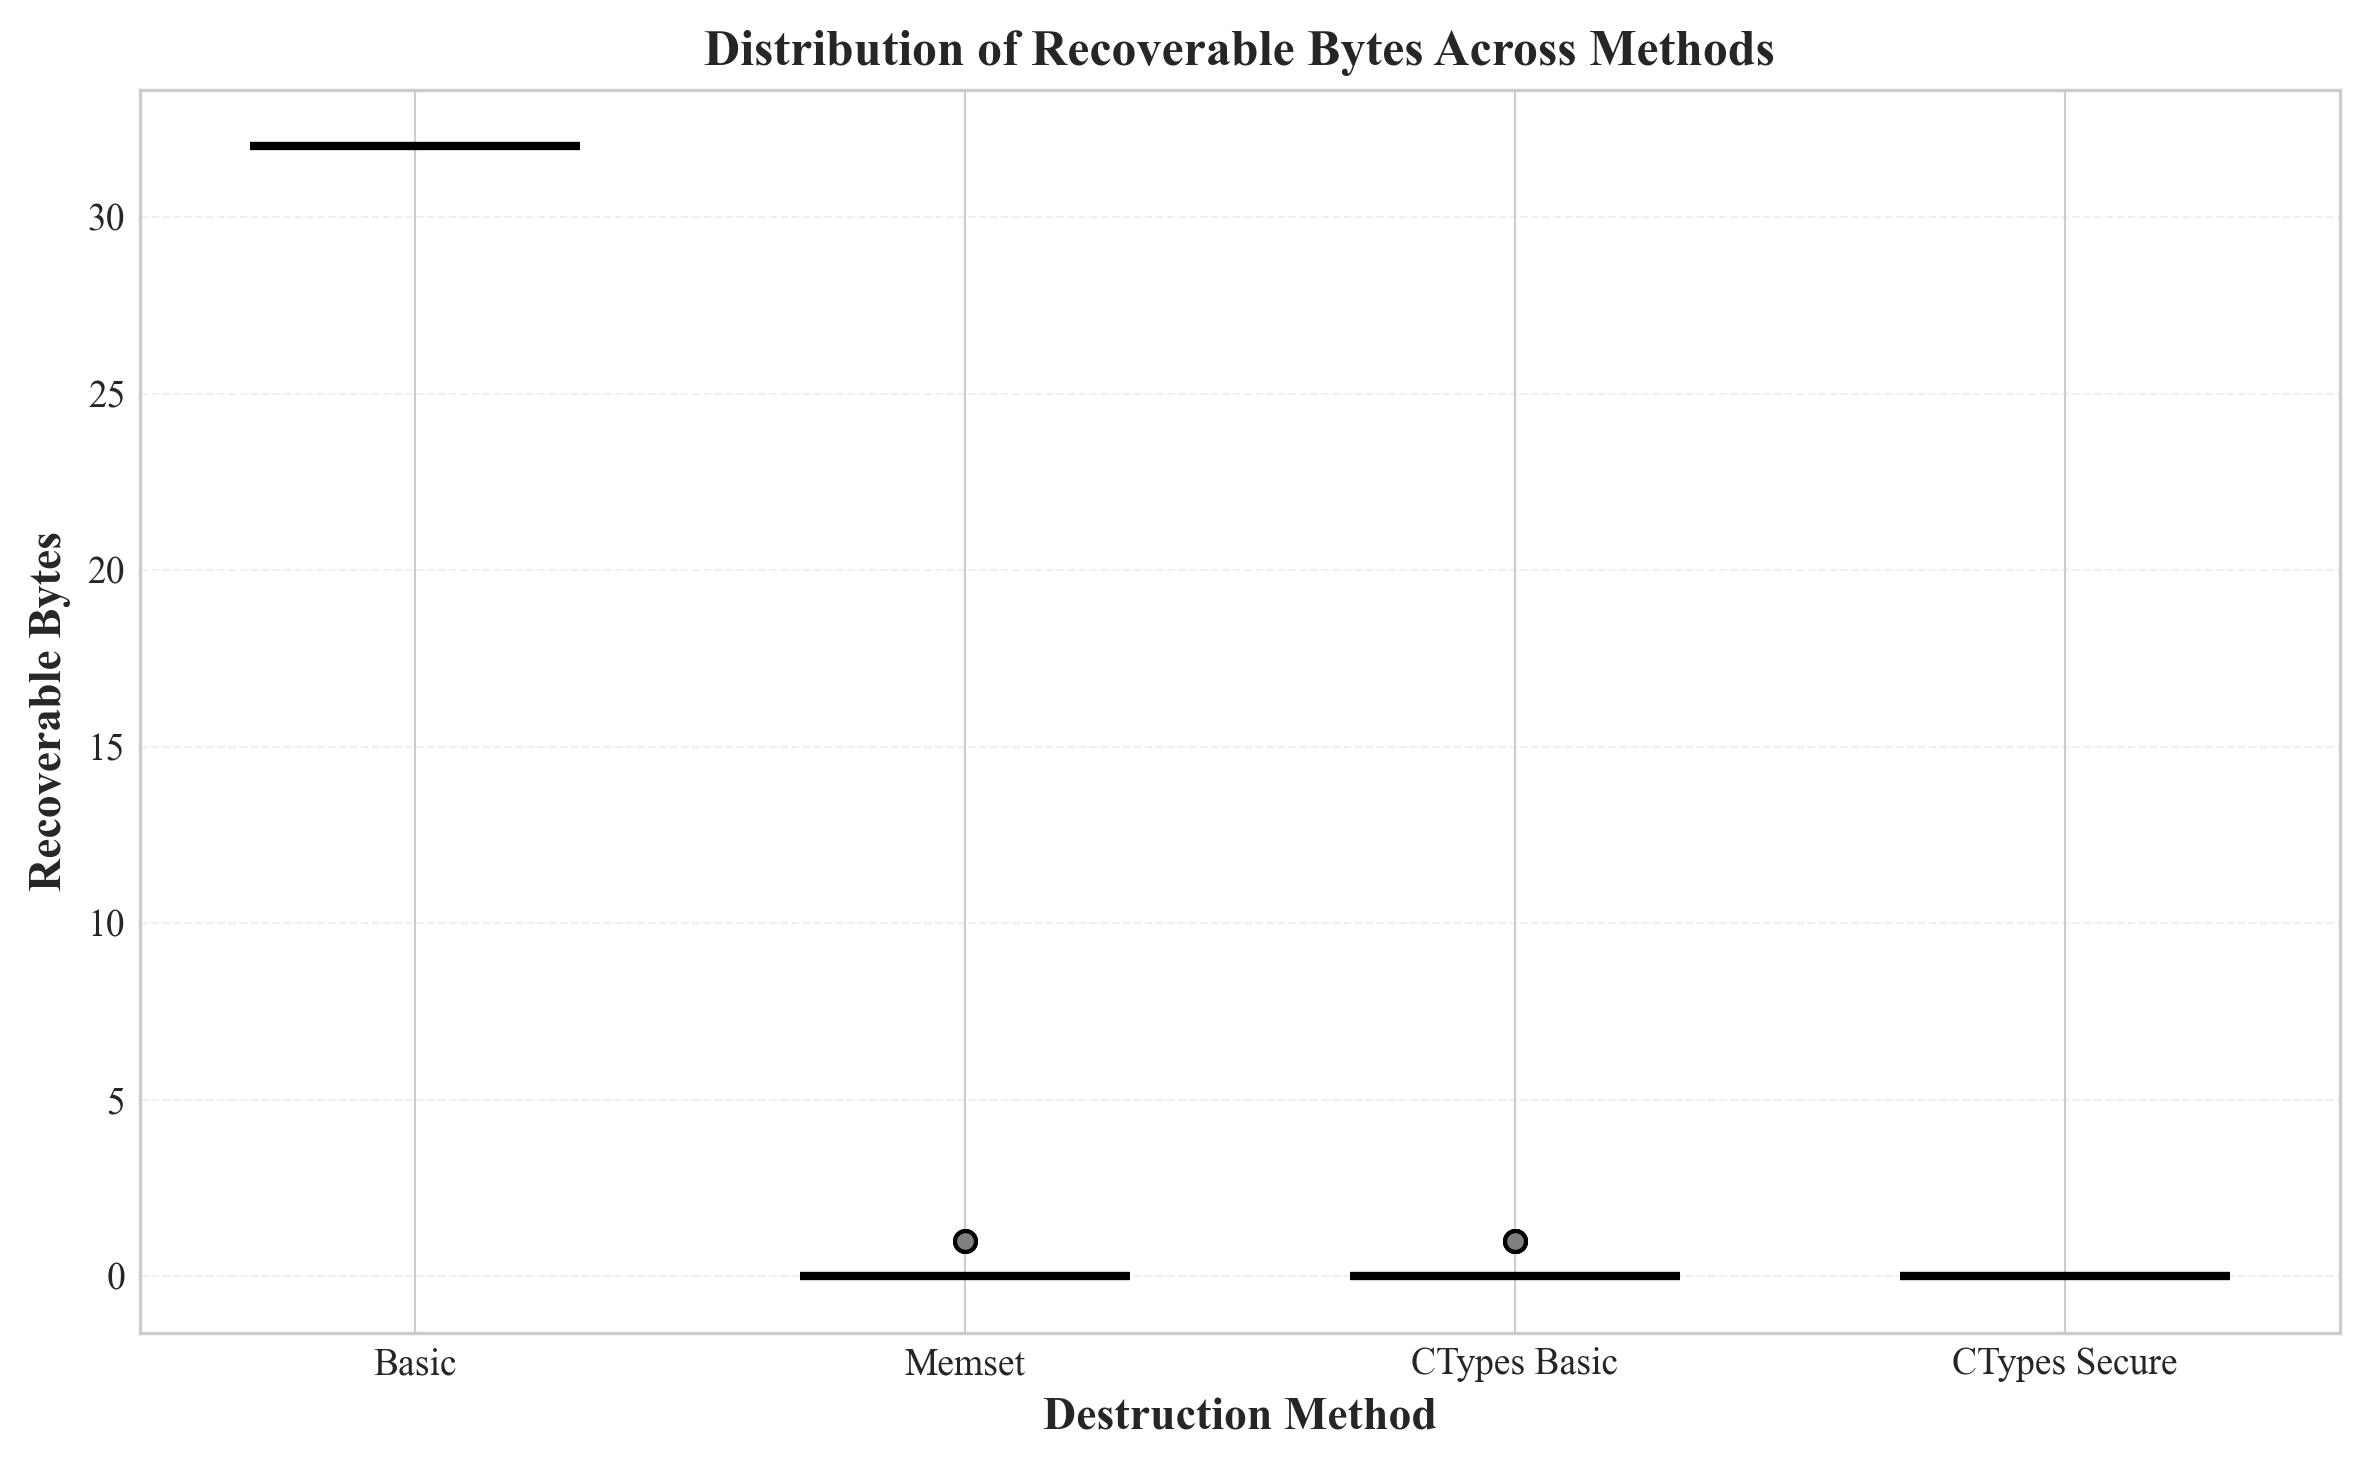 Distribution of Recoverable Bytes Across Methods
Recoverable Bytes
30
25
20
15
10
5
0
Basic
Memset
CTypes Basic
CTypes Secure
Destruction Method